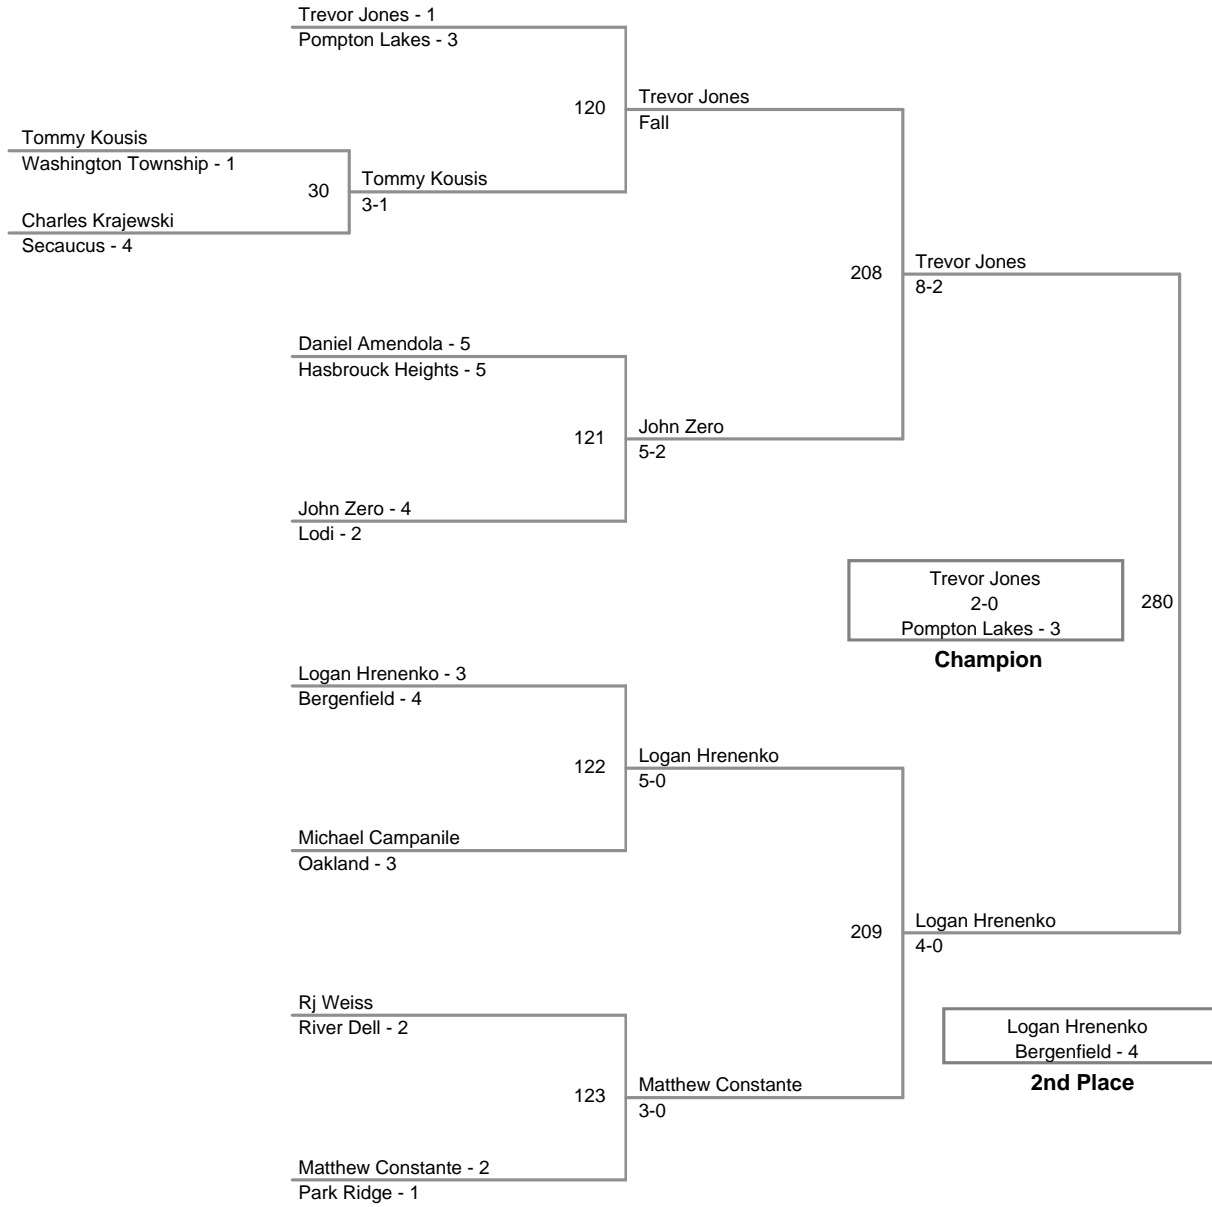 Trevor Jones - 1
Pompton Lakes - 3
120
Trevor Jones
Fall
Tommy Kousis
Washington Township - 1
30
Tommy Kousis
3-1
Charles Krajewski
Secaucus - 4
208
Trevor Jones
8-2
Daniel Amendola - 5
Hasbrouck Heights - 5
121
John Zero
5-2
John Zero - 4
Lodi - 2
Trevor Jones
2-0
Pompton Lakes - 3
Champion
280
Logan Hrenenko - 3
Bergenfield - 4
122
Logan Hrenenko
5-0
Michael Campanile
Oakland - 3
209
Logan Hrenenko
4-0
Rj Weiss
River Dell - 2
Logan Hrenenko
Bergenfield - 4
2nd Place
123
Matthew Constante
3-0
Matthew Constante - 2
Park Ridge - 1